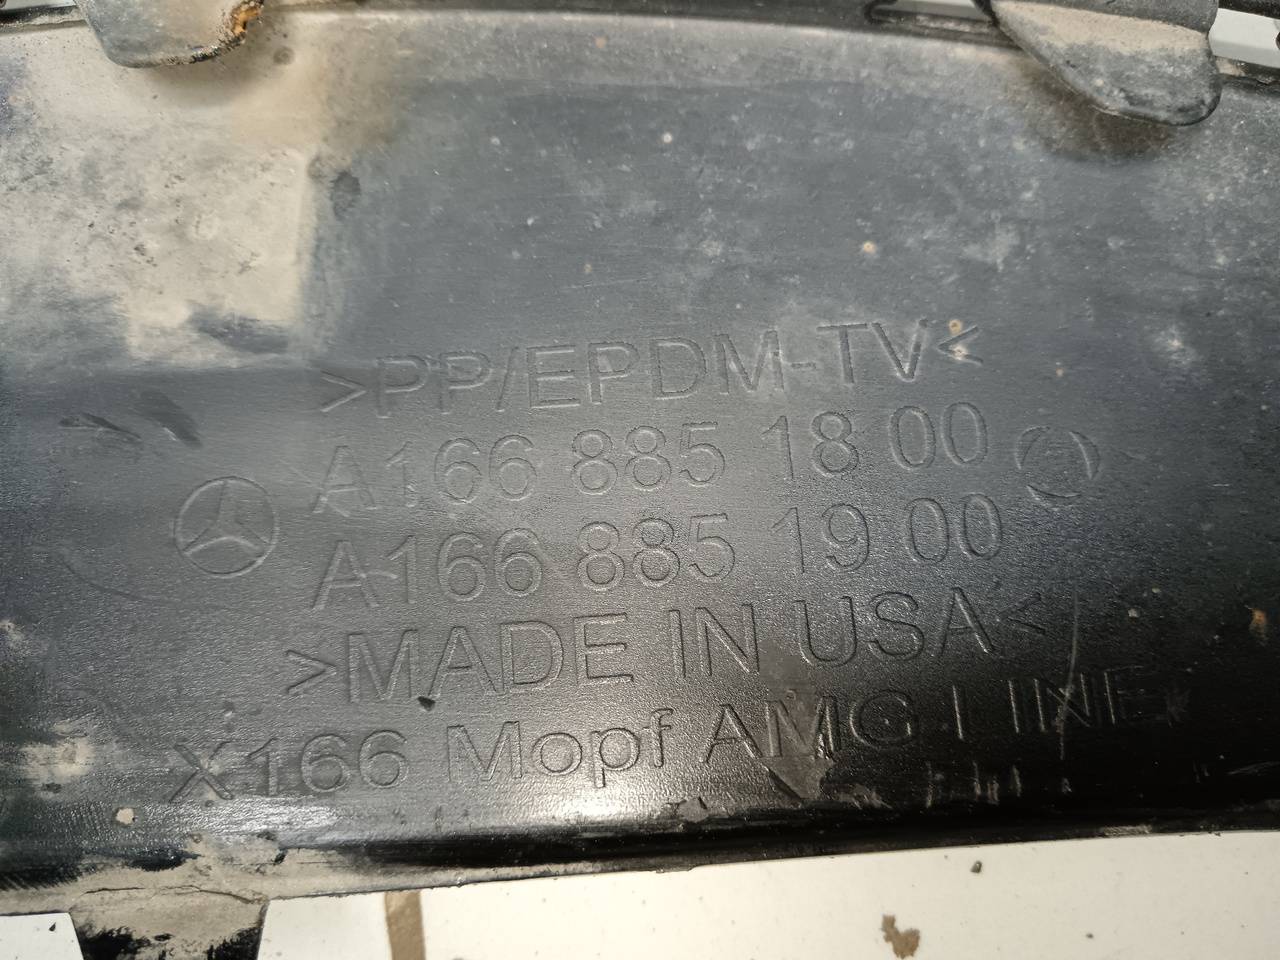 >PP/EPDM-TV<
A166 885 18 00
A166 885 19 00
>MADE IN USA<
X166 Mopf AMG LINE